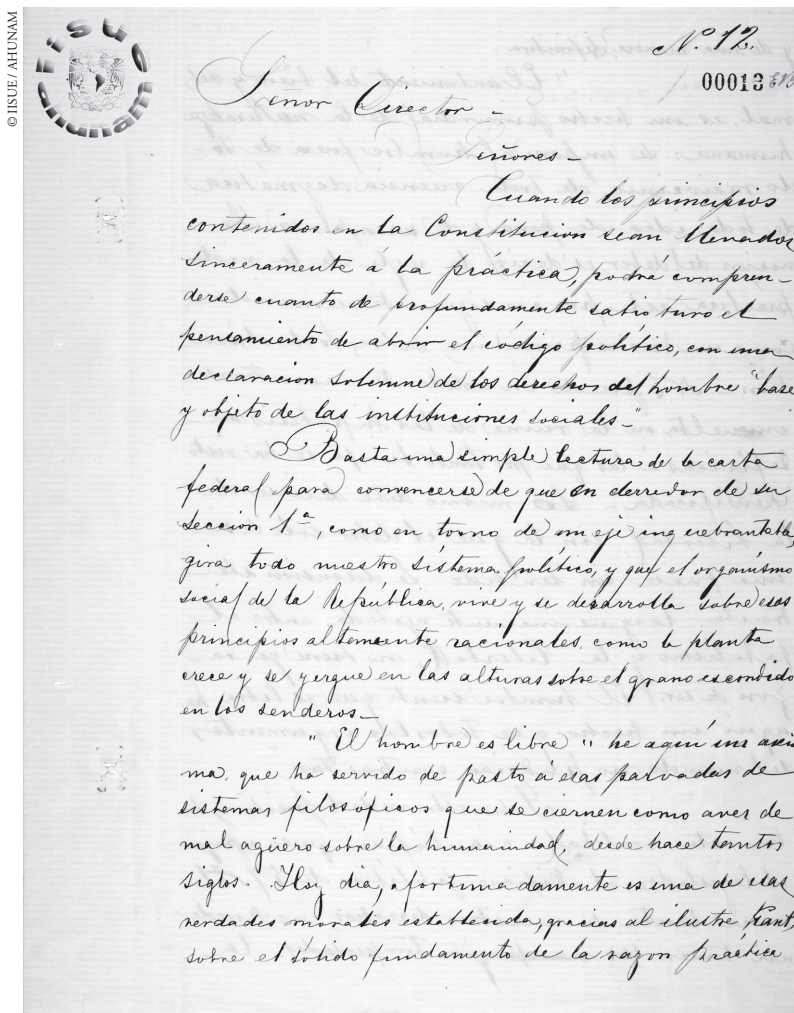 © IISUE / AHUNAM
iisue
ahunam
N.º 12.
00013
Señor Director –
Señores –
Cuando los principios
contenidos en la Constitucion sean llevados
sinceramente á la práctica, podrá compren-
derse cuanto de profundamente sabio tuvo el
pensamiento de abrir el código político, con una
declaracion solemne de los derechos del hombre "base
y objeto de las instituciones sociales."
Basta una simple lectura de la carta
federal para convencerse de que en derredor de su
seccion 1ª, como en torno de un eje inquebrantable,
gira todo nuestro sístema político, y que el organísmo
social de la República, vive y se desarrolla sobre esos
principios altamente racionales como la planta
crece y se yergue en las alturas sobre el grano escondido
en los senderos –
" El hombre es libre " he aquí un axio
ma, que ha servido de pasto á esas parvadas de
sistemas filosóficos que se ciernen como aves de
mal agüero sobre la humanidad, desde hace tantos
siglos. Hoy dia, afortunadamente es una de esas
verdades morales establecida, gracias al ilustre Kant,
sobre el sólido fundamento de la razon práctica